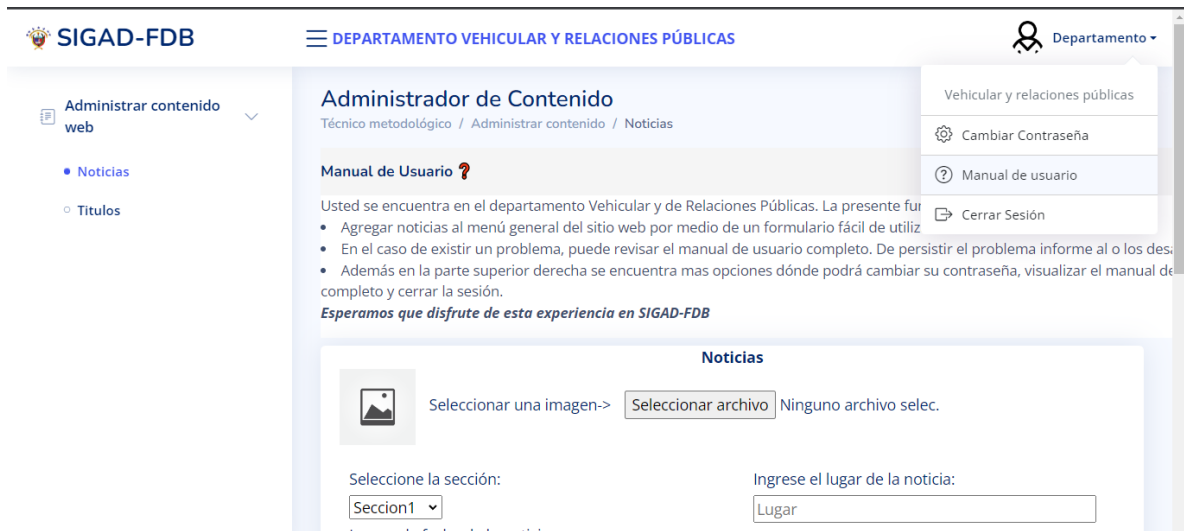 SIGAD-FDB
DEPARTAMENTO VEHICULAR Y RELACIONES PÚBLICAS
Departamento
Vehicular y relaciones públicas
Cambiar Contraseña
Manual de usuario
Cerrar Sesión
Administrar contenido
web
Noticias
Titulos
Administrador de Contenido
Técnico metodológico / Administrar contenido / Noticias
Manual de Usuario ❓
Usted se encuentra en el departamento Vehicular y de Relaciones Públicas. La presente
• Agregar noticias al menú general del sitio web por medio de un formulario fácil de
• En el caso de existir un problema, puede revisar el manual de usuario completo. De persistir el problema informe al o los
• Además en la parte superior derecha se encuentra mas opciones dónde podrá cambiar su contraseña, visualizar el manual
completo y cerrar la sesión.
Esperamos que disfrute de esta experiencia en SIGAD-FDB
Noticias
Seleccionar una imagen-> Seleccionar archivo Ninguno archivo selec.
Seleccione la sección:
Seccion1
Ingrese el lugar de la noticia:
Lugar